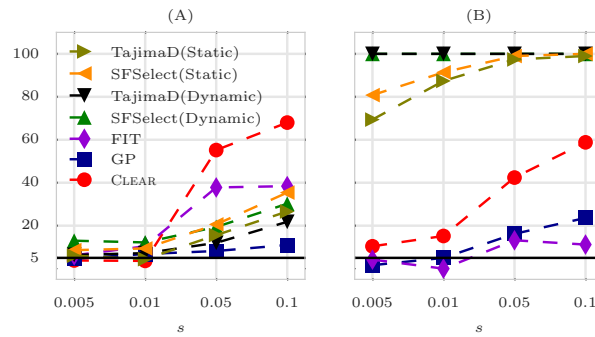 (A)
(B)
100
80
60
40
20
5
TajimaD(Static)
SFSelect(Static)
TajimaD(Dynamic)
SFSelect(Dynamic)
FIT
GP
CLEAR
0.005 0.01 0.05 0.1
0.005 0.01 0.05 0.1
s
s